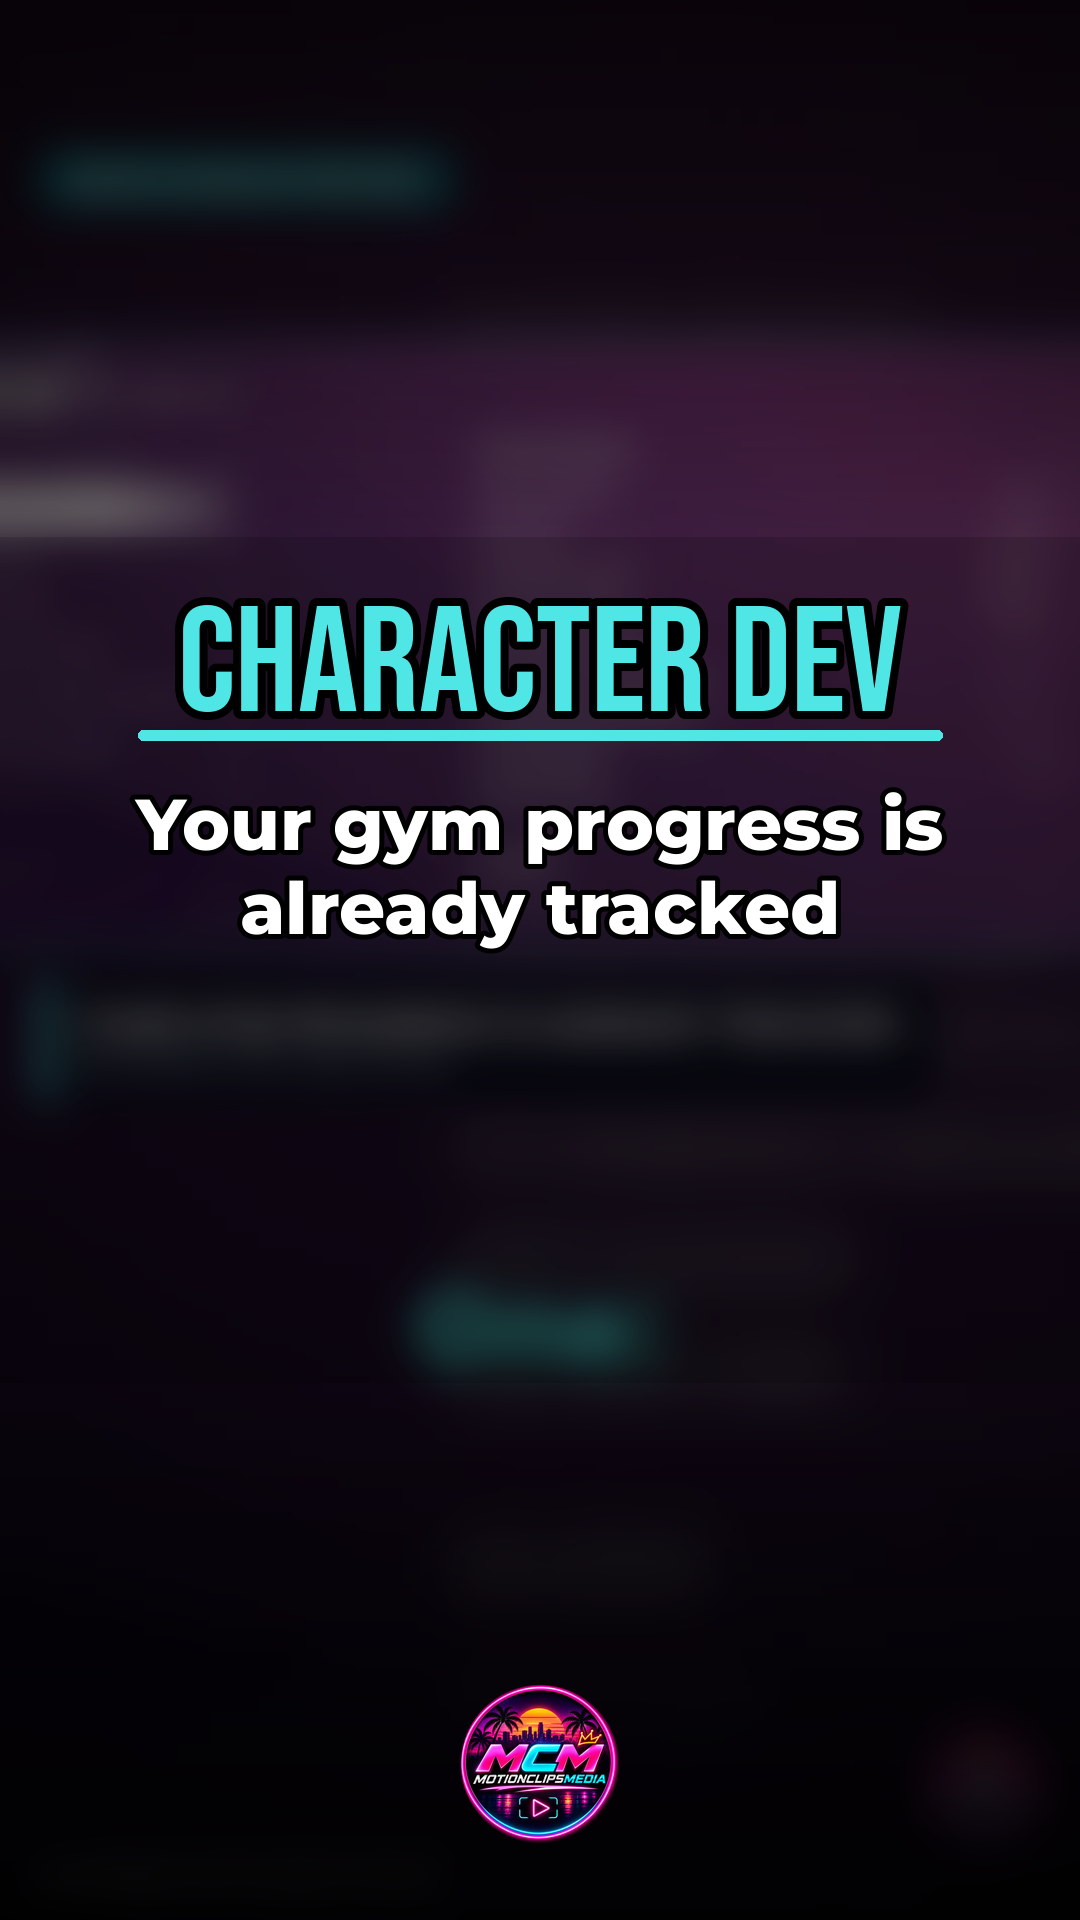 CHARACTER DEV
Your gym progress is
already tracked
MCM
MOTIONCLIPSMEDIA